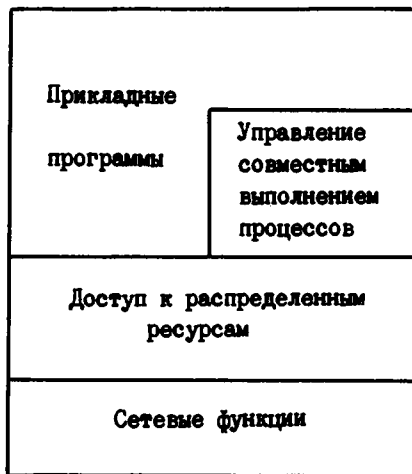 Прикладные
программы
Управление
совместным
выполнением
процессов
Доступ к распределенным
ресурсам
Сетевые функции